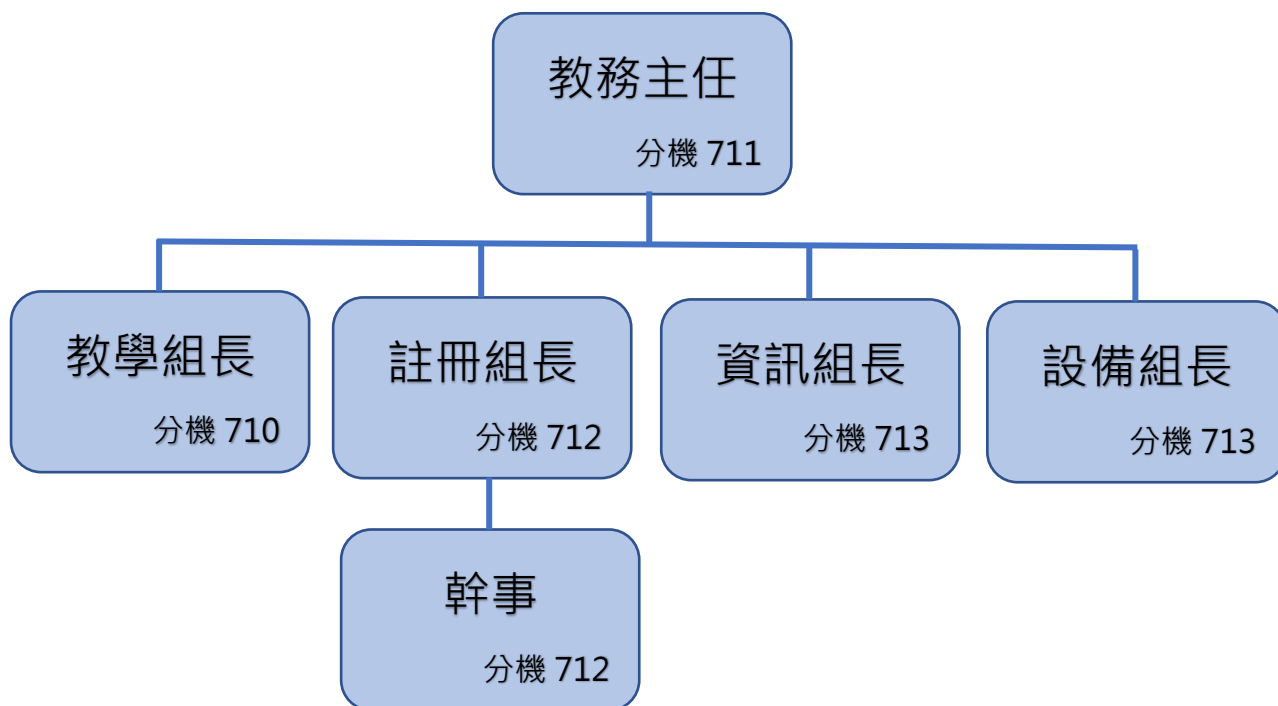 教務主任
分機 711
教學組長
分機 710
註冊組長
分機 712
資訊組長
分機 713
設備組長
分機 713
幹事
分機 712